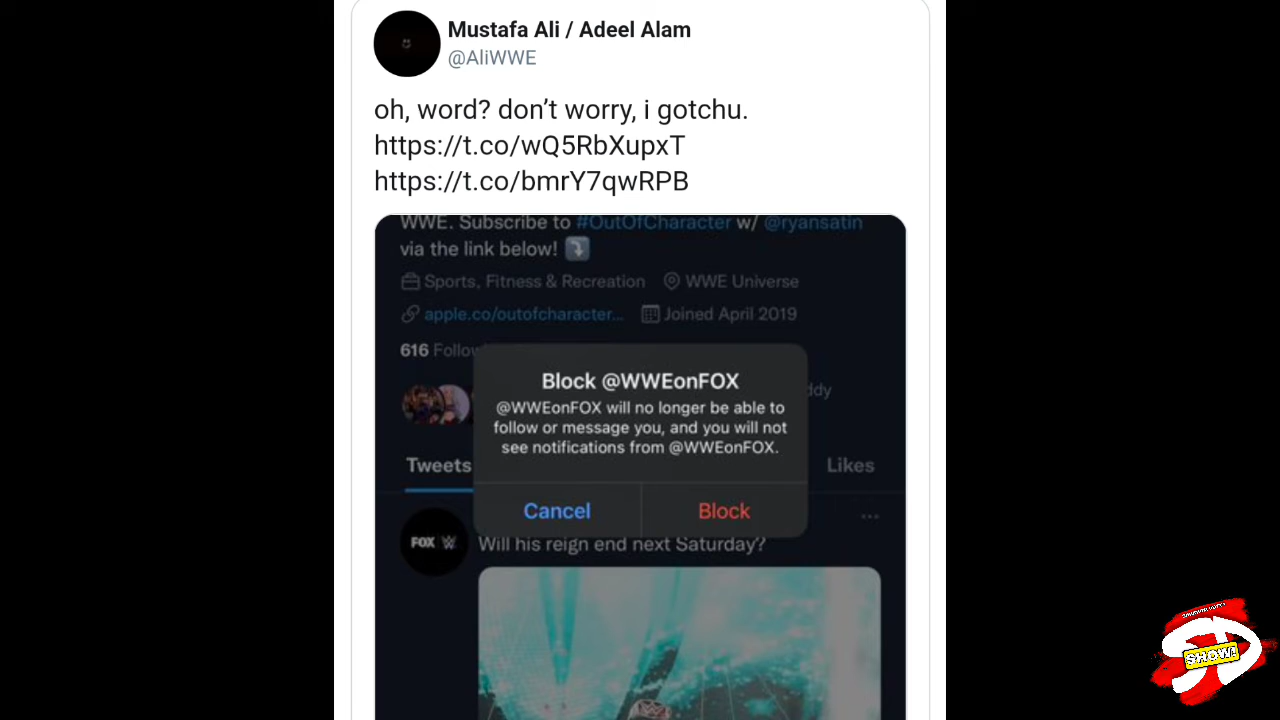 Mustafa Ali / Adeel Alam
@AliWWE
oh, word? don’t worry, i gotchu.
https://t.co/wQ5RbXupxT
https://t.co/bmrY7qwRPB
WWE. Subscribe to #OutOfCharacter w/ @ryansatin
via the link below!
Sports, Fitness & Recreation WWE Universe
apple.co/outofcharacter... Joined April 2019
616 Follow
ddy
Block @WWEonFOX
@WWEonFOX will no longer be able to
follow or message you, and you will not
see notifications from @WWEonFOX.
Tweets Likes
Cancel Block
FOX W
Will his reign end next Saturday?
SHOW!